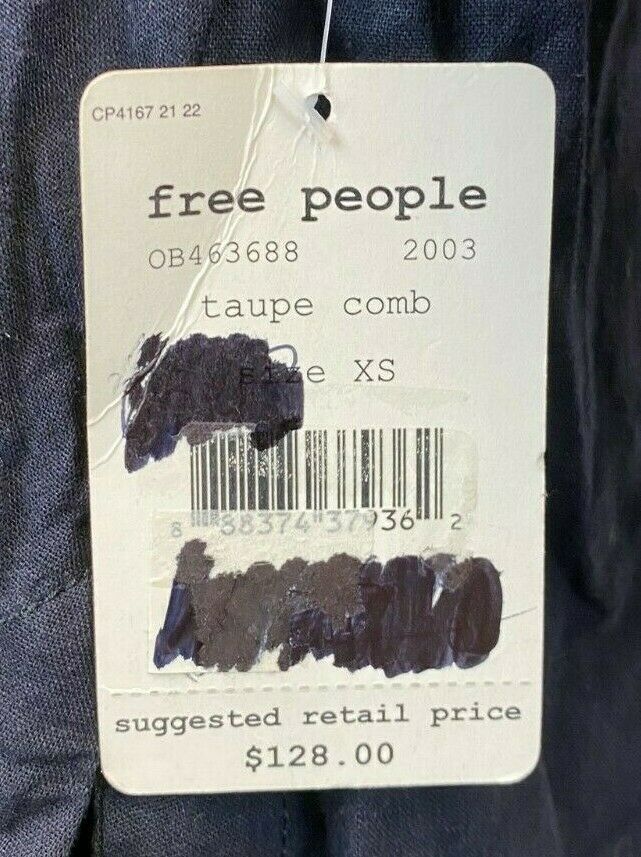 CP4167 21 22
free people
OB463688 2003
taupe comb
size XS
8 88374 37936 2
suggested retail price
$128.00